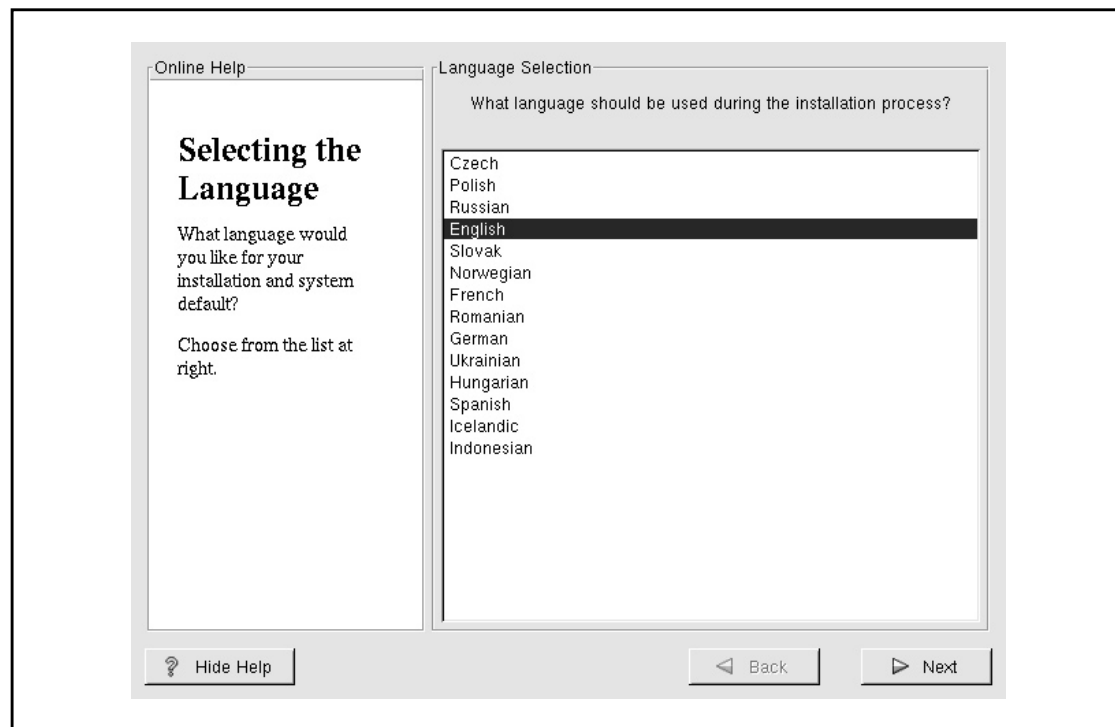 Online Help
Selecting the
Language
What language would
you like for your
installation and system
default?
Choose from the list at
right.
Language Selection
What language should be used during the installation process?
Czech
Polish
Russian
English
Slovak
Norwegian
French
Romanian
German
Ukrainian
Hungarian
Spanish
Icelandic
Indonesian
Hide Help
Back
Next